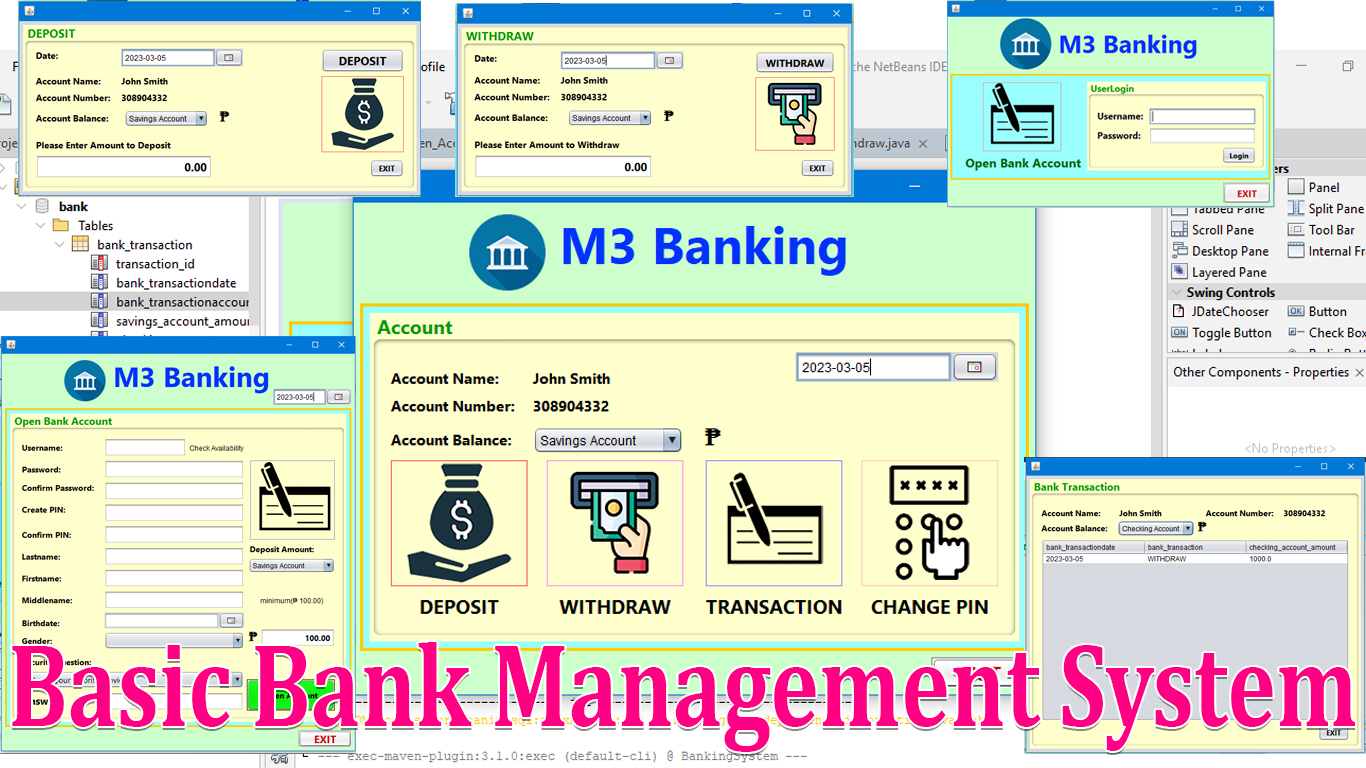 DEPOSIT
Date:
2023-03-05
DEPOSIT
Account Name: John Smith
Account Number: 308904332
Account Balance: Savings Account ₱
Please Enter Amount to Deposit
0.00
EXIT
WITHDRAW
Date:
2023-03-05
WITHDRAW
Account Name: John Smith
Account Number: 308904332
Account Balance: Savings Account ₱
Please Enter Amount to Withdraw
0.00
EXIT
M3 Banking
UserLogin
Username:
Password:
Login
Open Bank Account
EXIT
ofile
the NetBeans IDE
en_Acc
hdraw.java
bank
Tables
bank_transaction
transaction_id
bank_transactiondate
bank_transactionaccour
savings_account_amou
ers
Panel
Tabbed Pane
Split Pane
Scroll Pane
Tool Bar
Desktop Pane
Internal Fr
Layered Pane
Swing Controls
JDateChooser
OK Button
ON Toggle Button
Check Box
Other Components - Properties
<No Properties>
M3 Banking
Account
2023-03-05
Account Name: John Smith
Account Number: 308904332
Account Balance: Savings Account ₱
DEPOSIT WITHDRAW TRANSACTION CHANGE PIN
M3 Banking
2023-03-05
Open Bank Account
Username:
Check Availability
Password:
Confirm Password:
Create PIN:
Confirm PIN:
Lastname:
Deposit Amount:
Savings Account
Firstname:
Middlename:
minimum(₱ 100.00)
Birthdate:
Gender:
₱ 100.00
EXIT
Bank Transaction
Account Name: John Smith Account Number: 308904332
Account Balance: Checking Account ₱
bank_transactiondate bank_transaction checking_account_amount
2023-03-05 WITHDRAW 1000.0
EXIT
Basic Bank Management System
--- exec-maven-plugin:3.1.0:exec (default-cli) @ BankingSystem ---